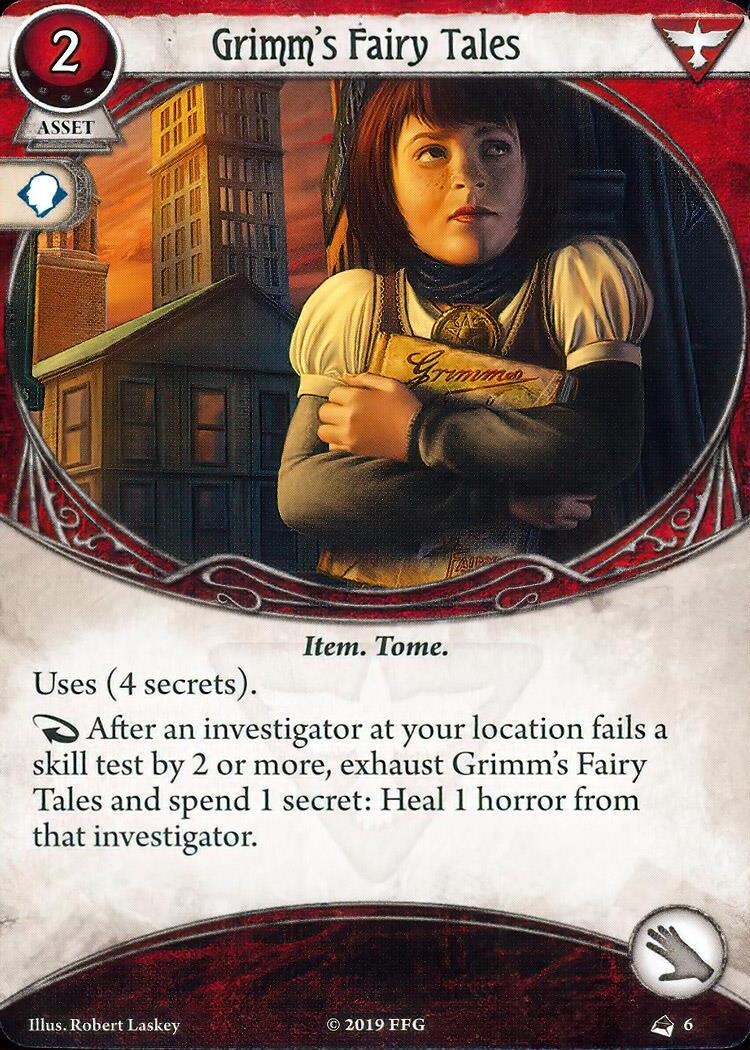 2
Grimm's Fairy Tales
ASSET
Grimms
FAIRY
Item. Tome.
Uses (4 secrets).
After an investigator at your location fails a
skill test by 2 or more, exhaust Grimm's Fairy
Tales and spend 1 secret: Heal 1 horror from
that investigator.
Illus. Robert Laskey
© 2019 FFG
6